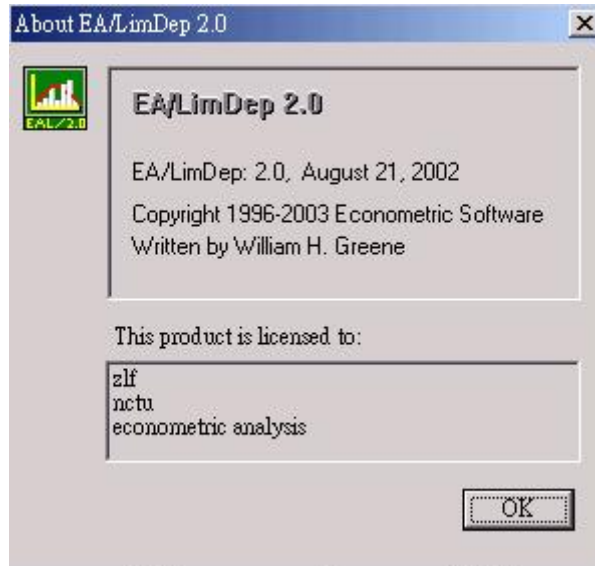 About EA/LimDep 2.0
EAL/2.0
EA/LimDep 2.0
EA/LimDep: 2.0, August 21, 2002
Copyright 1996-2003 Econometric Software
Written by William H. Greene
This product is licensed to:
zlf
nctu
econometric analysis
OK